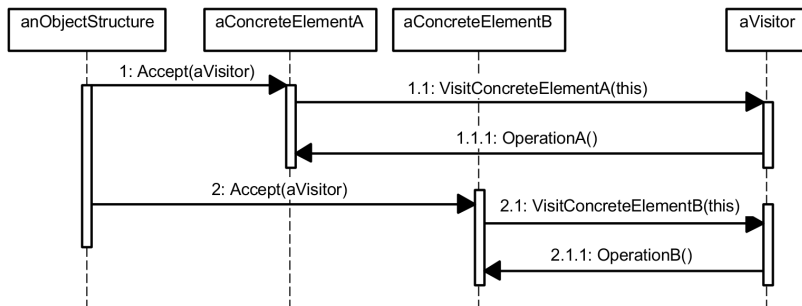 anObjectStructure
aConcreteElementA
aConcreteElementB
aVisitor
1: Accept(aVisitor)
1.1: VisitConcreteElementA(this)
1.1.1: OperationA()
2: Accept(aVisitor)
2.1: VisitConcreteElementB(this)
2.1.1: OperationB()